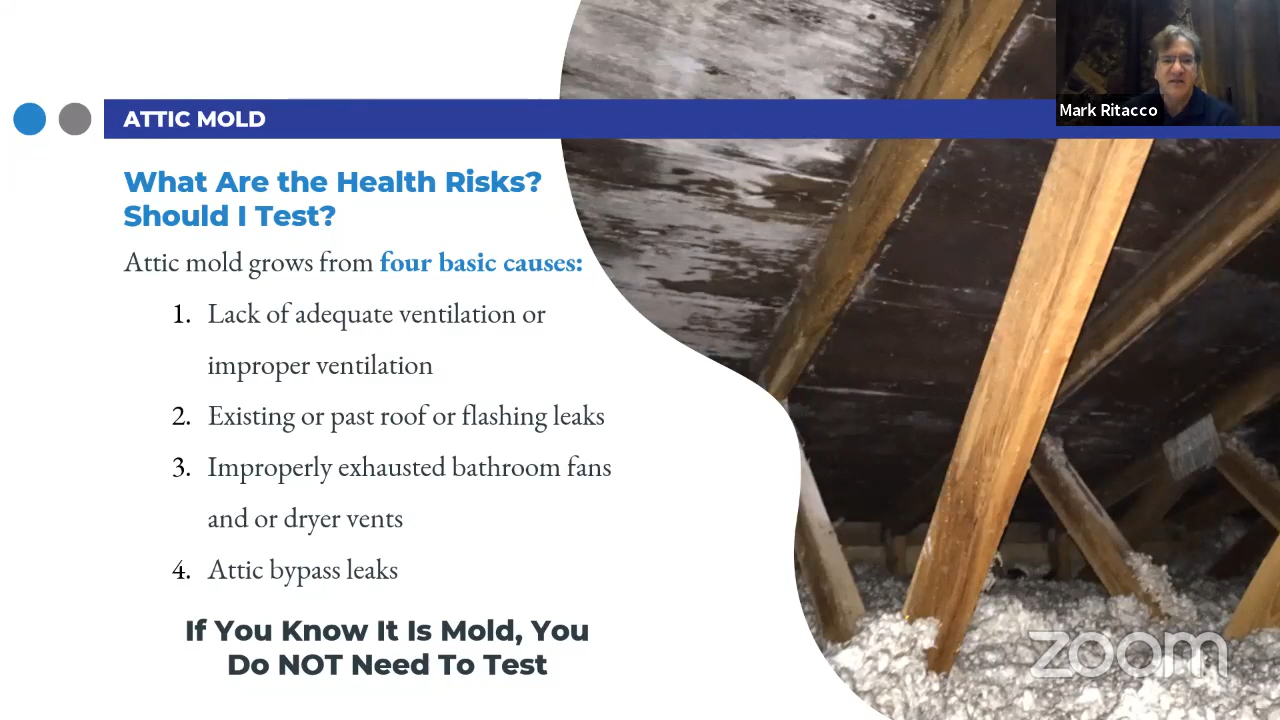 ATTIC MOLD
Mark Ritacco
What Are the Health Risks?
Should I Test?
Attic mold grows from four basic causes:
1. Lack of adequate ventilation or
improper ventilation
2. Existing or past roof or flashing leaks
3. Improperly exhausted bathroom fans
and or dryer vents
4. Attic bypass leaks
If You Know It Is Mold, You
Do NOT Need To Test
zoom